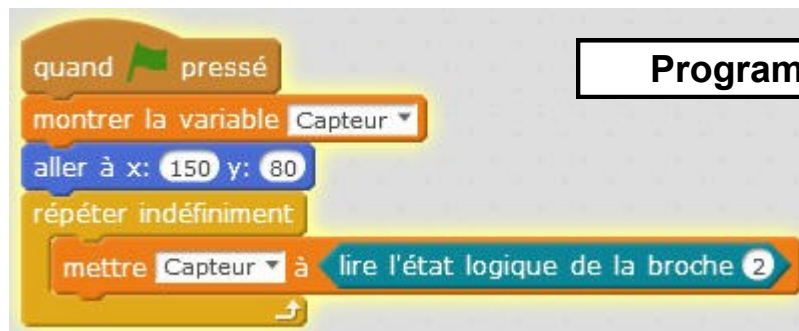 quand pressé
Program
montrer la variable Capteur
aller à x: 150 y: 80
répéter indéfiniment
mettre Capteur à lire l'état logique de la broche 2